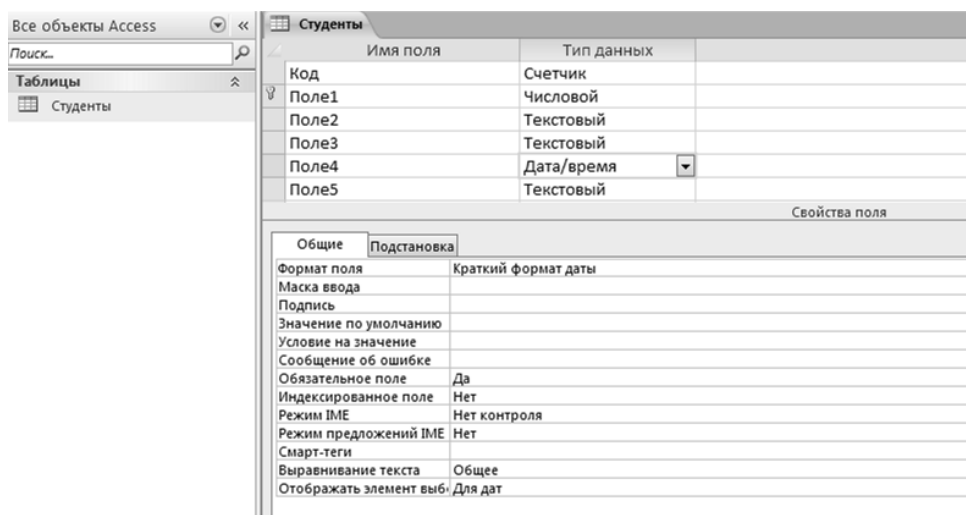 Все объекты Access
Поиск...
Таблицы
Студенты
Студенты
Имя поля Тип данных
Код Счетчик
Поле1 Числовой
Поле2 Текстовый
Поле3 Текстовый
Поле4 Дата/время
Поле5 Текстовый
Свойства поля
Общие Подстановка
Формат поля Краткий формат даты
Маска ввода
Подпись
Значение по умолчанию
Условие на значение
Сообщение об ошибке
Обязательное поле Да
Индексированное поле Нет
Режим IME Нет контроля
Режим предложений IME Нет
Смарт-теги
Выравнивание текста Общее
Отображать элемент выб Для дат